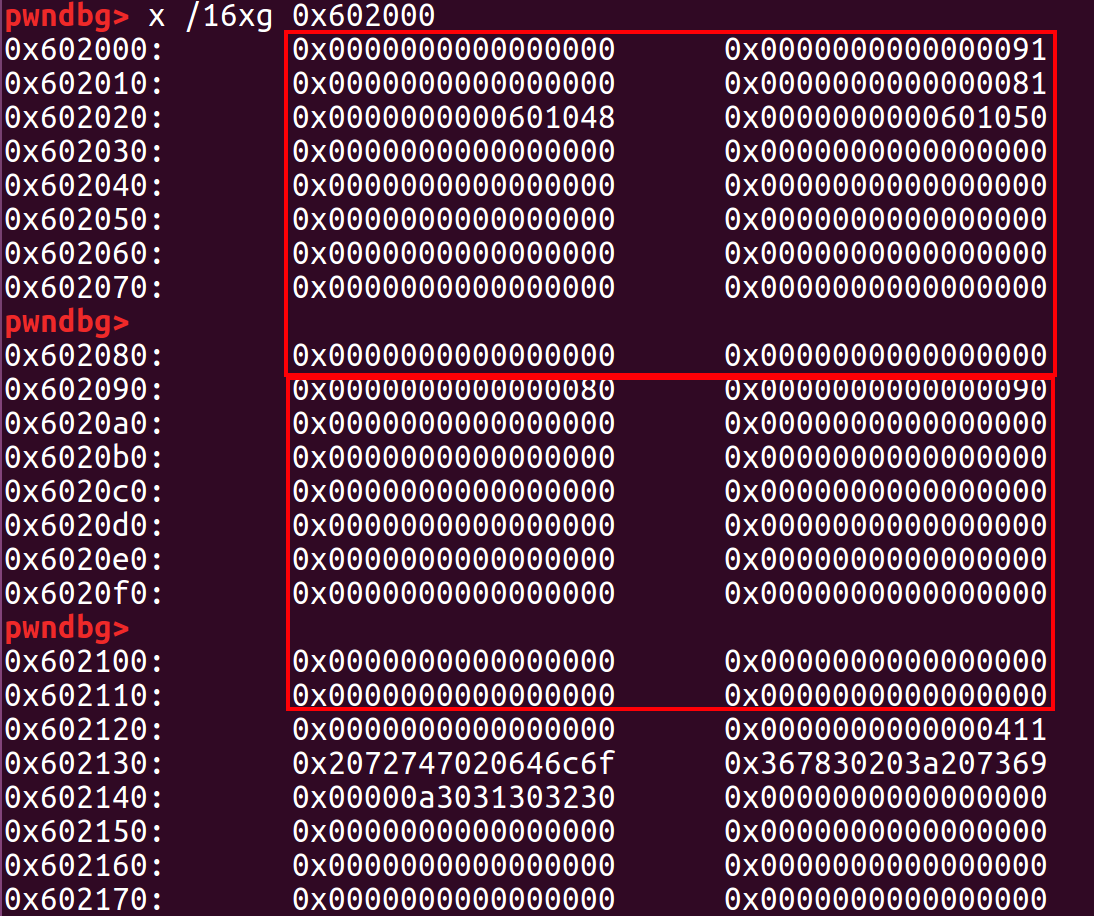 pwndbg> x /16xg 0x602000
0x602000: 0x0000000000000000 0x0000000000000091
0x602010: 0x0000000000000000 0x0000000000000081
0x602020: 0x0000000000601048 0x0000000000601050
0x602030: 0x0000000000000000 0x0000000000000000
0x602040: 0x0000000000000000 0x0000000000000000
0x602050: 0x0000000000000000 0x0000000000000000
0x602060: 0x0000000000000000 0x0000000000000000
0x602070: 0x0000000000000000 0x0000000000000000
pwndbg>
0x602080: 0x0000000000000000 0x0000000000000000
0x602090: 0x0000000000000080 0x0000000000000090
0x6020a0: 0x0000000000000000 0x0000000000000000
0x6020b0: 0x0000000000000000 0x0000000000000000
0x6020c0: 0x0000000000000000 0x0000000000000000
0x6020d0: 0x0000000000000000 0x0000000000000000
0x6020e0: 0x0000000000000000 0x0000000000000000
0x6020f0: 0x0000000000000000 0x0000000000000000
pwndbg>
0x602100: 0x0000000000000000 0x0000000000000000
0x602110: 0x0000000000000000 0x0000000000000000
0x602120: 0x0000000000000000 0x0000000000000411
0x602130: 0x2072747020646c6f 0x367830203a207369
0x602140: 0x00000a3031303230 0x0000000000000000
0x602150: 0x0000000000000000 0x0000000000000000
0x602160: 0x0000000000000000 0x0000000000000000
0x602170: 0x0000000000000000 0x0000000000000000